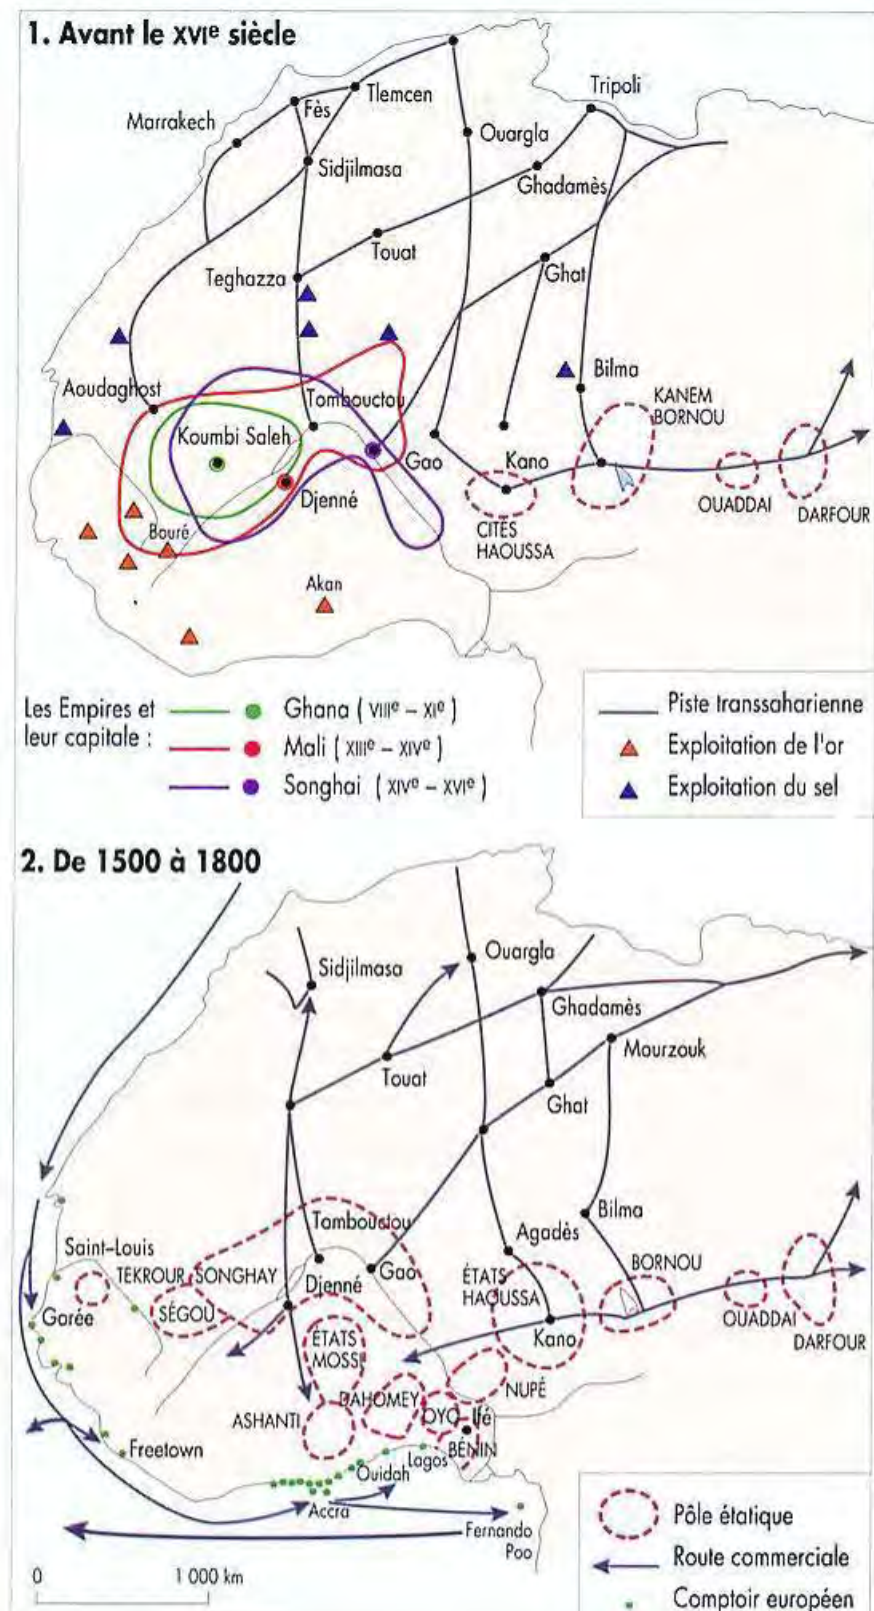 1. Avant le XVIe siècle
Tlemcen
Tripoli
Fès
Marrakech
Ouargla
Sidjilmasa
Ghadamès
Touat
Ghat
Teghazza
Bilma
Aoudaghost
Tombouctou
KANEM
BORNOU
Koumbi Saleh
Gao
Kano
Djenné
OUADDAI
DARFOUR
CITÉS
HAOUSSA
Bouré
Akan
Les Empires et
leur capitale :
Ghana ( VIIIe – XIe )
Mali ( XIIIe – XIVe )
Songhai ( XIVe – XVIe )
Piste transsaharienne
Exploitation de l'or
Exploitation du sel
2. De 1500 à 1800
Ouargla
Sidjilmasa
Ghadamès
Mourzouk
Touat
Ghat
Bilma
Tombouctou
Agadès
Saint-Louis
BORNOU
TEKROUR
SONGHAY
Gao
ÉTATS
HAOUSSA
Djenné
Gorée
SÉGOU
OUADDAI
Kano
DARFOUR
ÉTATS
MOSSI
NUPÉ
DAHOMEY
OYO
Ifé
ASHANTI
BÉNIN
Freetown
Lagos
Ouidah
Accra
Fernando
Poo
0 1 000 km
Pôle étatique
Route commerciale
Comptoir européen